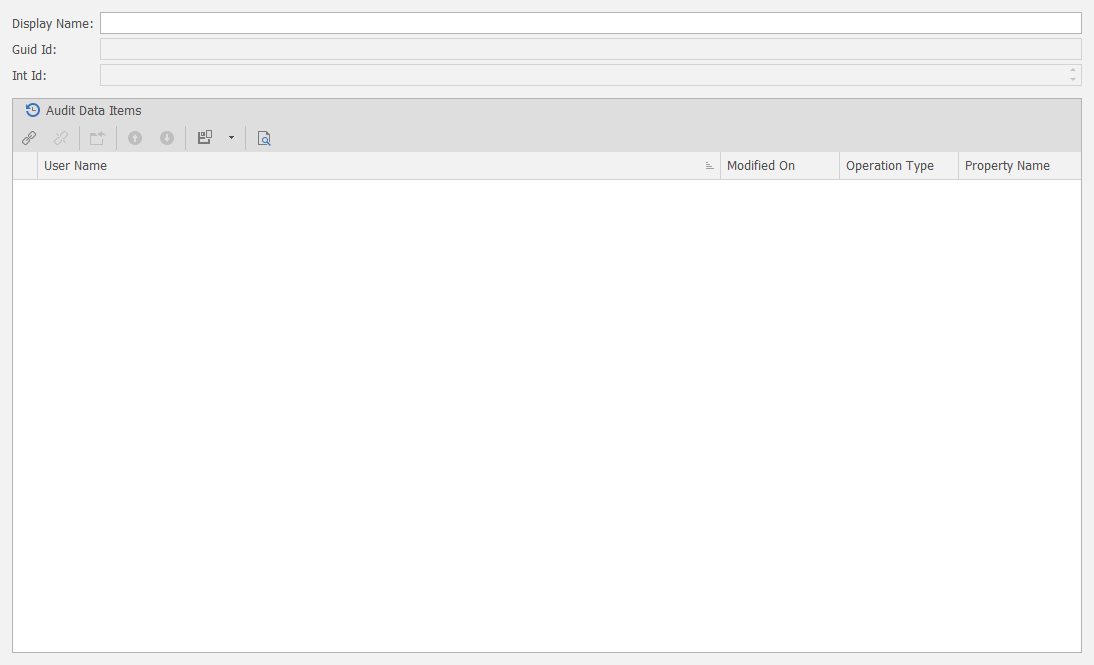 Display Name:
Guid Id:
Int Id:
Audit Data Items
User Name Modified On Operation Type Property Name